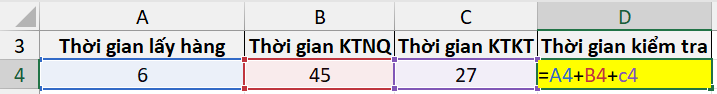 A B C D
3 Thời gian lấy hàng Thời gian KTNQ Thời gian KTKT Thời gian kiểm tra
4 6 45 27 =A4+B4+c4